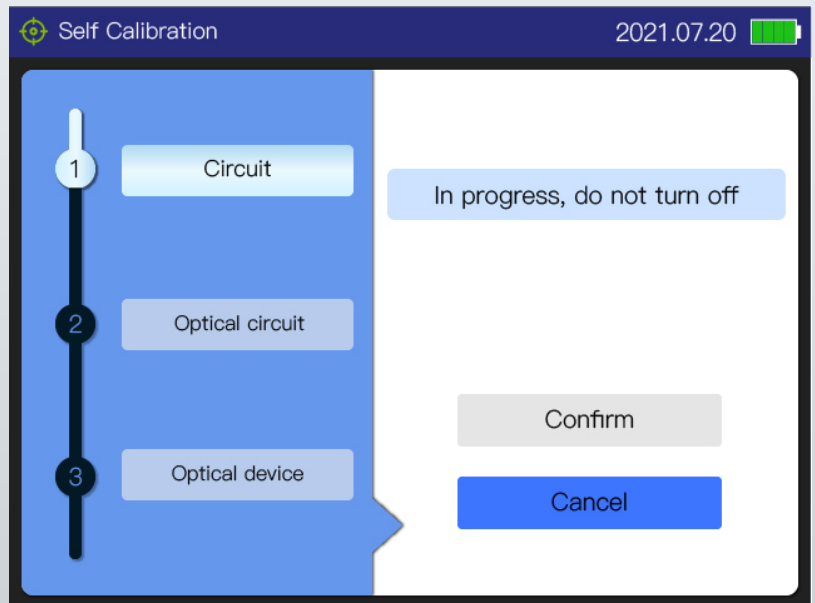 Self Calibration
2021.07.20
1
Circuit
In progress, do not turn off
2
Optical circuit
Confirm
3
Optical device
Cancel